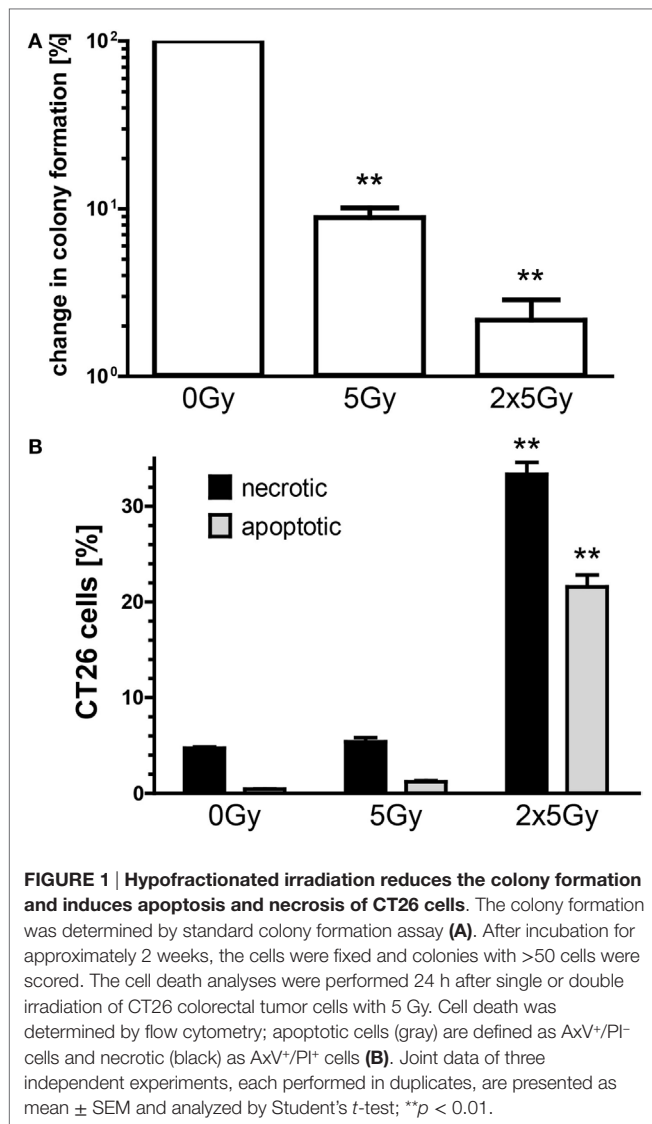 A
change in colony formation [%]
10²
10¹
10⁰
**
**
0Gy 5Gy 2x5Gy
B
CT26 cells [%]
30
20
10
0
necrotic
apoptotic
**
**
0Gy 5Gy 2x5Gy
FIGURE 1 | Hypofractionated irradiation reduces the colony formation
and induces apoptosis and necrosis of CT26 cells. The colony formation
was determined by standard colony formation assay (A). After incubation for
approximately 2 weeks, the cells were fixed and colonies with >50 cells were
scored. The cell death analyses were performed 24 h after single or double
irradiation of CT26 colorectal tumor cells with 5 Gy. Cell death was
determined by flow cytometry; apoptotic cells (gray) are defined as AxV⁺/PI⁻
cells and necrotic (black) as AxV⁺/PI⁺ cells (B). Joint data of three
independent experiments, each performed in duplicates, are presented as
mean ± SEM and analyzed by Student’s t-test; **p < 0.01.